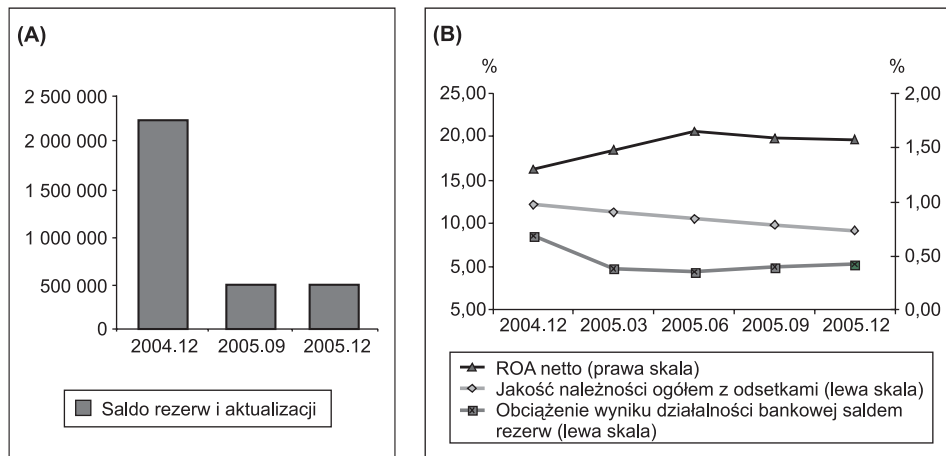 (A)
2 500 000
2 000 000
1 500 000
1 000 000
500 000
0
2004.12 2005.09 2005.12
Saldo rezerw i aktualizacji
(B)
% %
25,00 2,00
20,00
1,50
15,00
1,00
10,00
0,50
5,00
5,00 0,00
2004.12 2005.03 2005.06 2005.09 2005.12
ROA netto (prawa skala)
Jakość należności ogółem z odsetkami (lewa skala)
Obciążenie wyniku działalności bankowej saldem
rezerw (lewa skala)